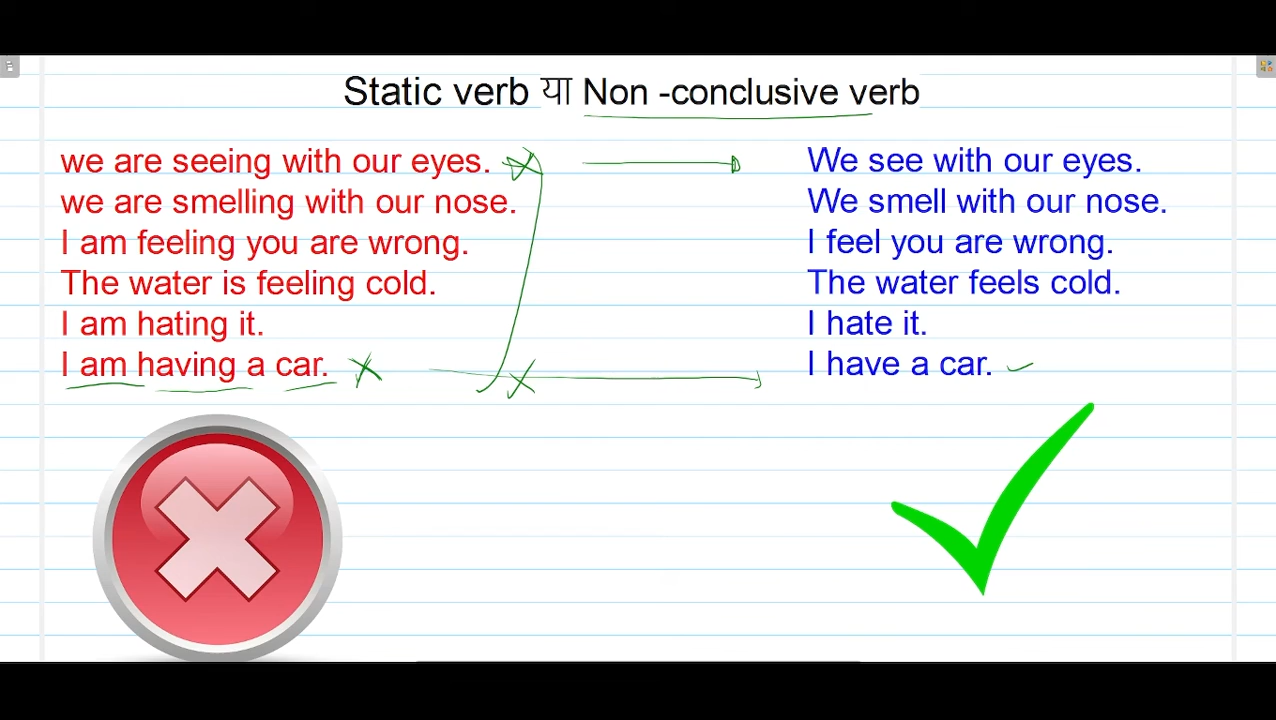 Static verb या Non -conclusive verb
we are seeing with our eyes.
we are smelling with our nose.
I am feeling you are wrong.
The water is feeling cold.
I am hating it.
I am having a car.
We see with our eyes.
We smell with our nose.
I feel you are wrong.
The water feels cold.
I hate it.
I have a car.